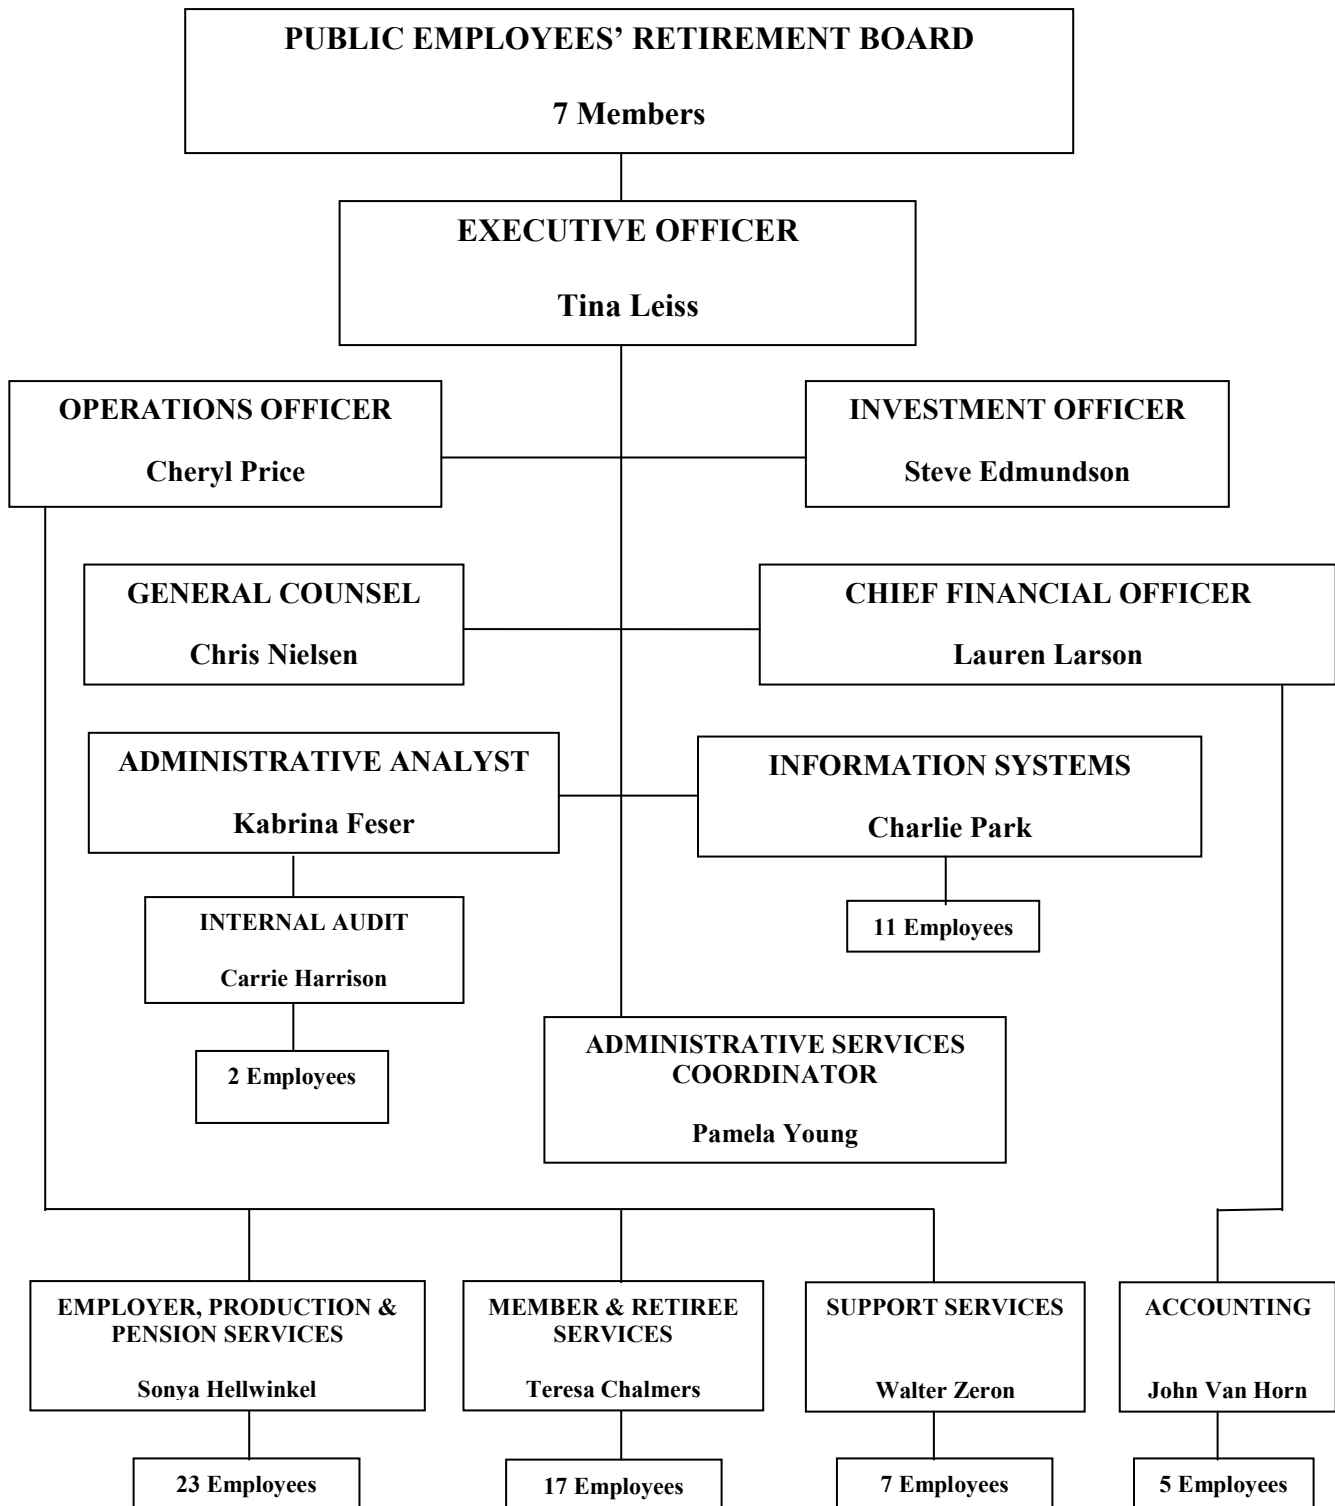 PUBLIC EMPLOYEES’ RETIREMENT BOARD
7 Members
EXECUTIVE OFFICER
Tina Leiss
OPERATIONS OFFICER
Cheryl Price
INVESTMENT OFFICER
Steve Edmundson
GENERAL COUNSEL
Chris Nielsen
CHIEF FINANCIAL OFFICER
Lauren Larson
ADMINISTRATIVE ANALYST
Kabrina Feser
INFORMATION SYSTEMS
Charlie Park
INTERNAL AUDIT
Carrie Harrison
11 Employees
2 Employees
ADMINISTRATIVE SERVICES
COORDINATOR
Pamela Young
EMPLOYER, PRODUCTION &
PENSION SERVICES
Sonya Hellwinkel
MEMBER & RETIREE
SERVICES
Teresa Chalmers
SUPPORT SERVICES
Walter Zeron
ACCOUNTING
John Van Horn
23 Employees
17 Employees
7 Employees
5 Employees